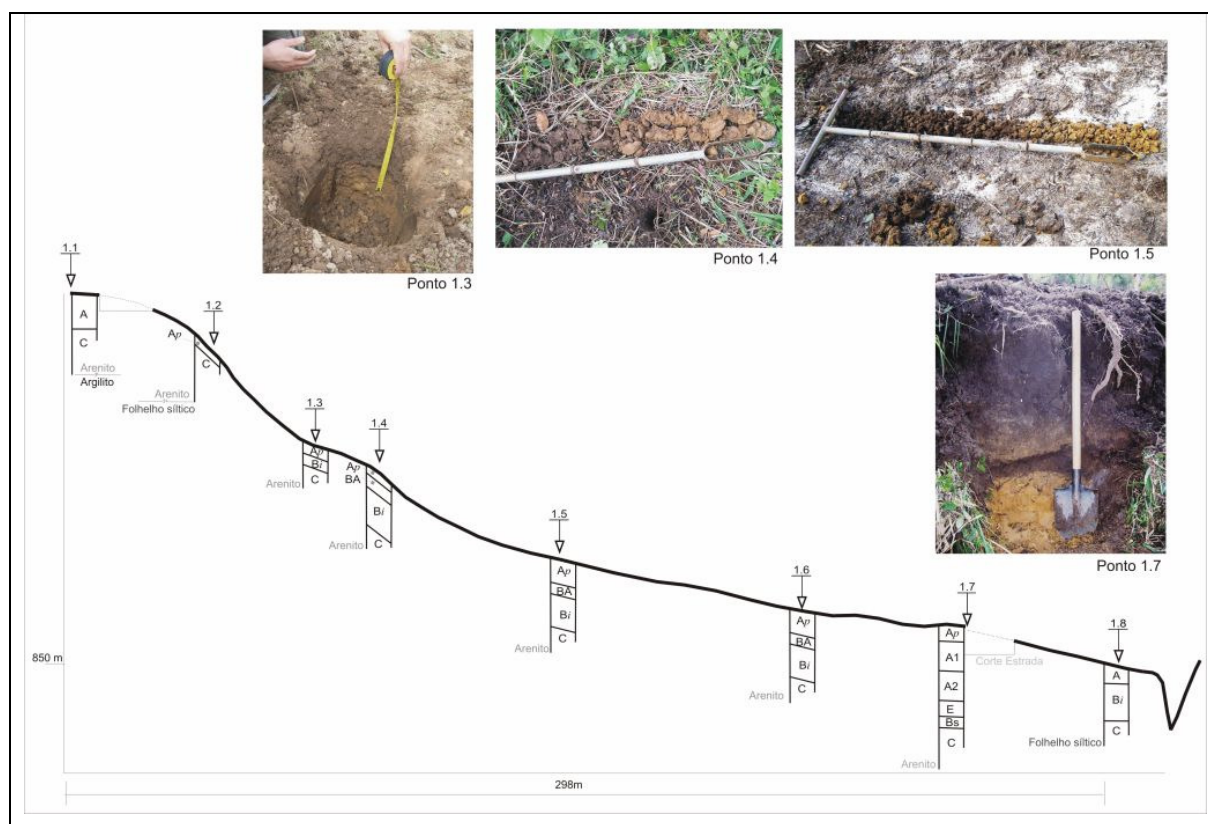 Ponto 1.3
Ponto 1.4
Ponto 1.5
Ponto 1.7
1.1
A
C
Arenito
Argilito
1.2
Ap
C
Arenito
Folhelho síltico
1.3
Ap
Bi
C
Arenito
1.4
Ap
BA
Bi
C
Arenito
1.5
Ap
BA
Bi
C
Arenito
1.6
Ap
BA
Bi
C
Arenito
1.7
Ap
A1
A2
E
Bs
C
Arenito
Corte Estrada
1.8
A
Bi
C
Folhelho síltico
850 m
298m